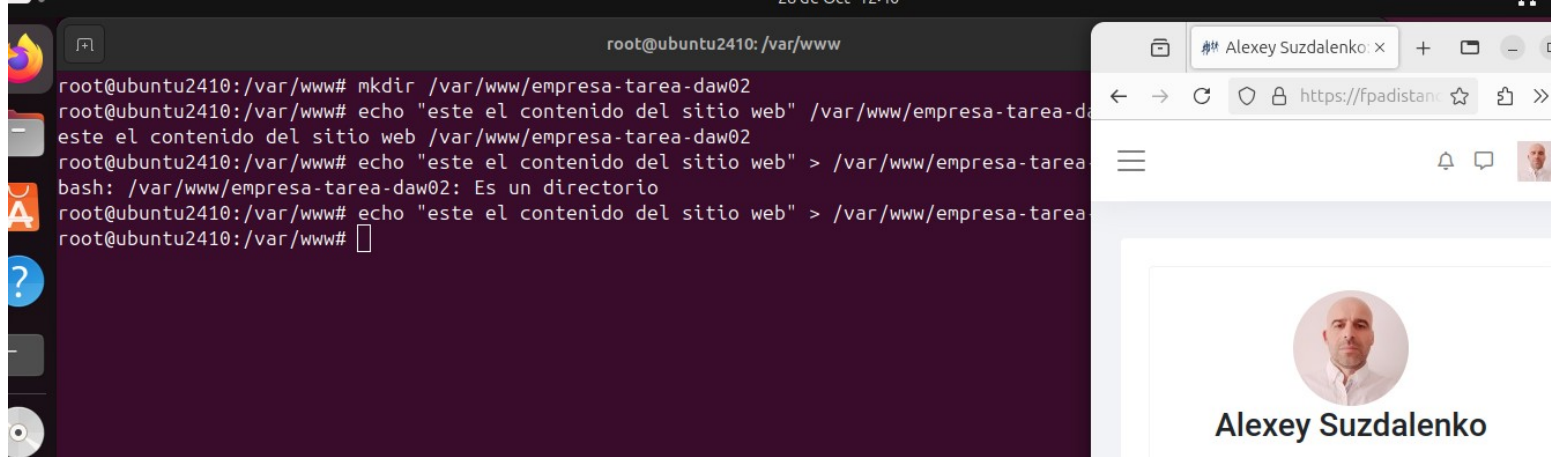 root@ubuntu2410: /var/www
root@ubuntu2410:/var/www# mkdir /var/www/empresa-tarea-daw02
root@ubuntu2410:/var/www# echo "este el contenido del sitio web" /var/www/empresa-tarea-da
este el contenido del sitio web /var/www/empresa-tarea-daw02
root@ubuntu2410:/var/www# echo "este el contenido del sitio web" > /var/www/empresa-tarea-
bash: /var/www/empresa-tarea-daw02: Es un directorio
root@ubuntu2410:/var/www# echo "este el contenido del sitio web" > /var/www/empresa-tarea-
root@ubuntu2410:/var/www#
Alexey Suzdalenko:
https://fpadistanc
Alexey Suzdalenko